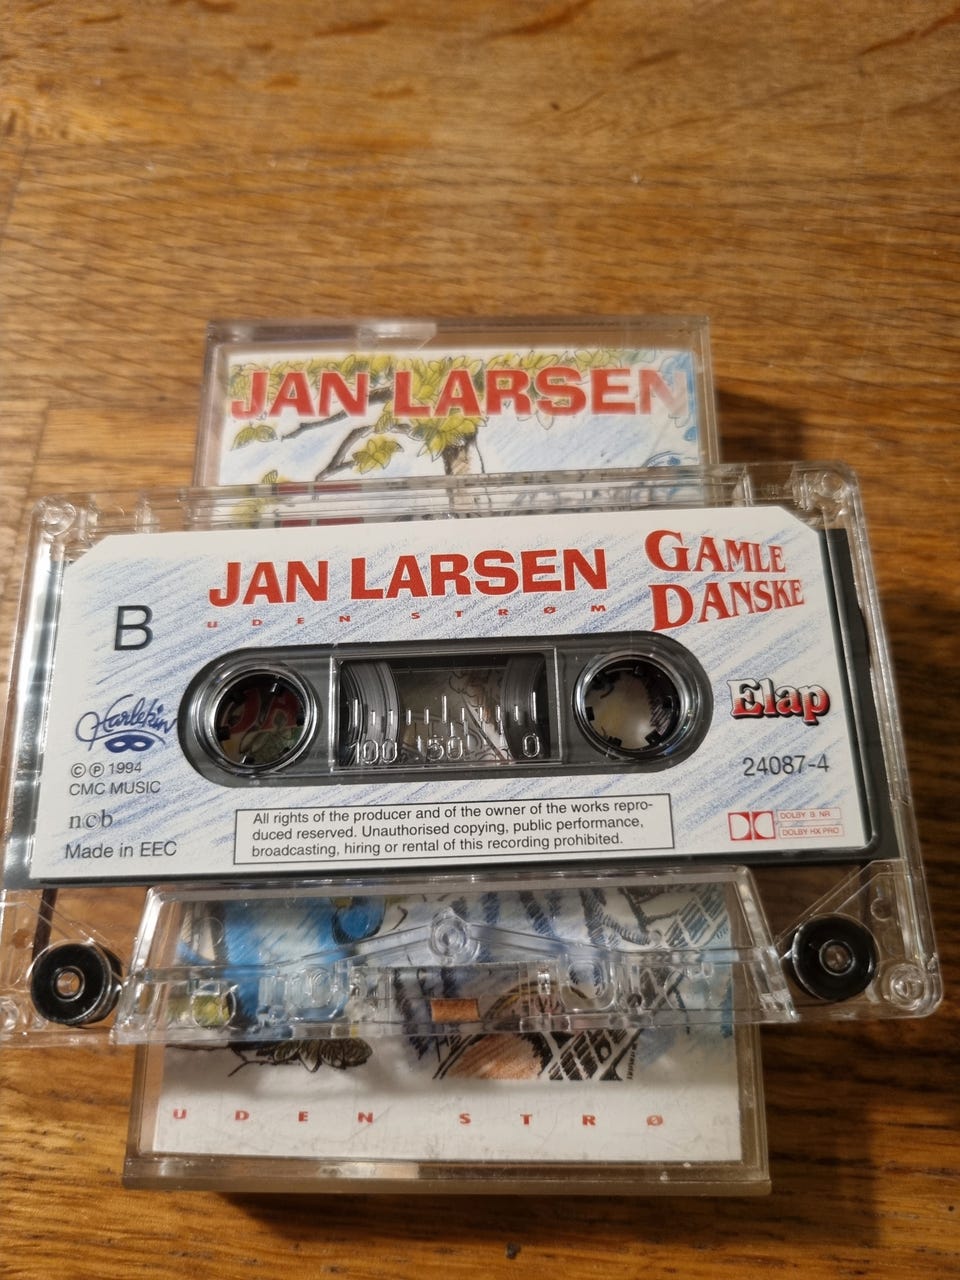 JAN LARSEN
JAN LARSEN
UDEN STRØM
GAMLE
DANSKE
B
Harlekin
Elap
100 50 0
© ℗ 1994
CMC MUSIC
24087-4
ncb
Made in EEC
All rights of the producer and of the owner of the works repro-
duced reserved. Unauthorised copying, public performance,
broadcasting, hiring or rental of this recording prohibited.
DOLBY B NR
DOLBY HX PRO
UDEN STRØM